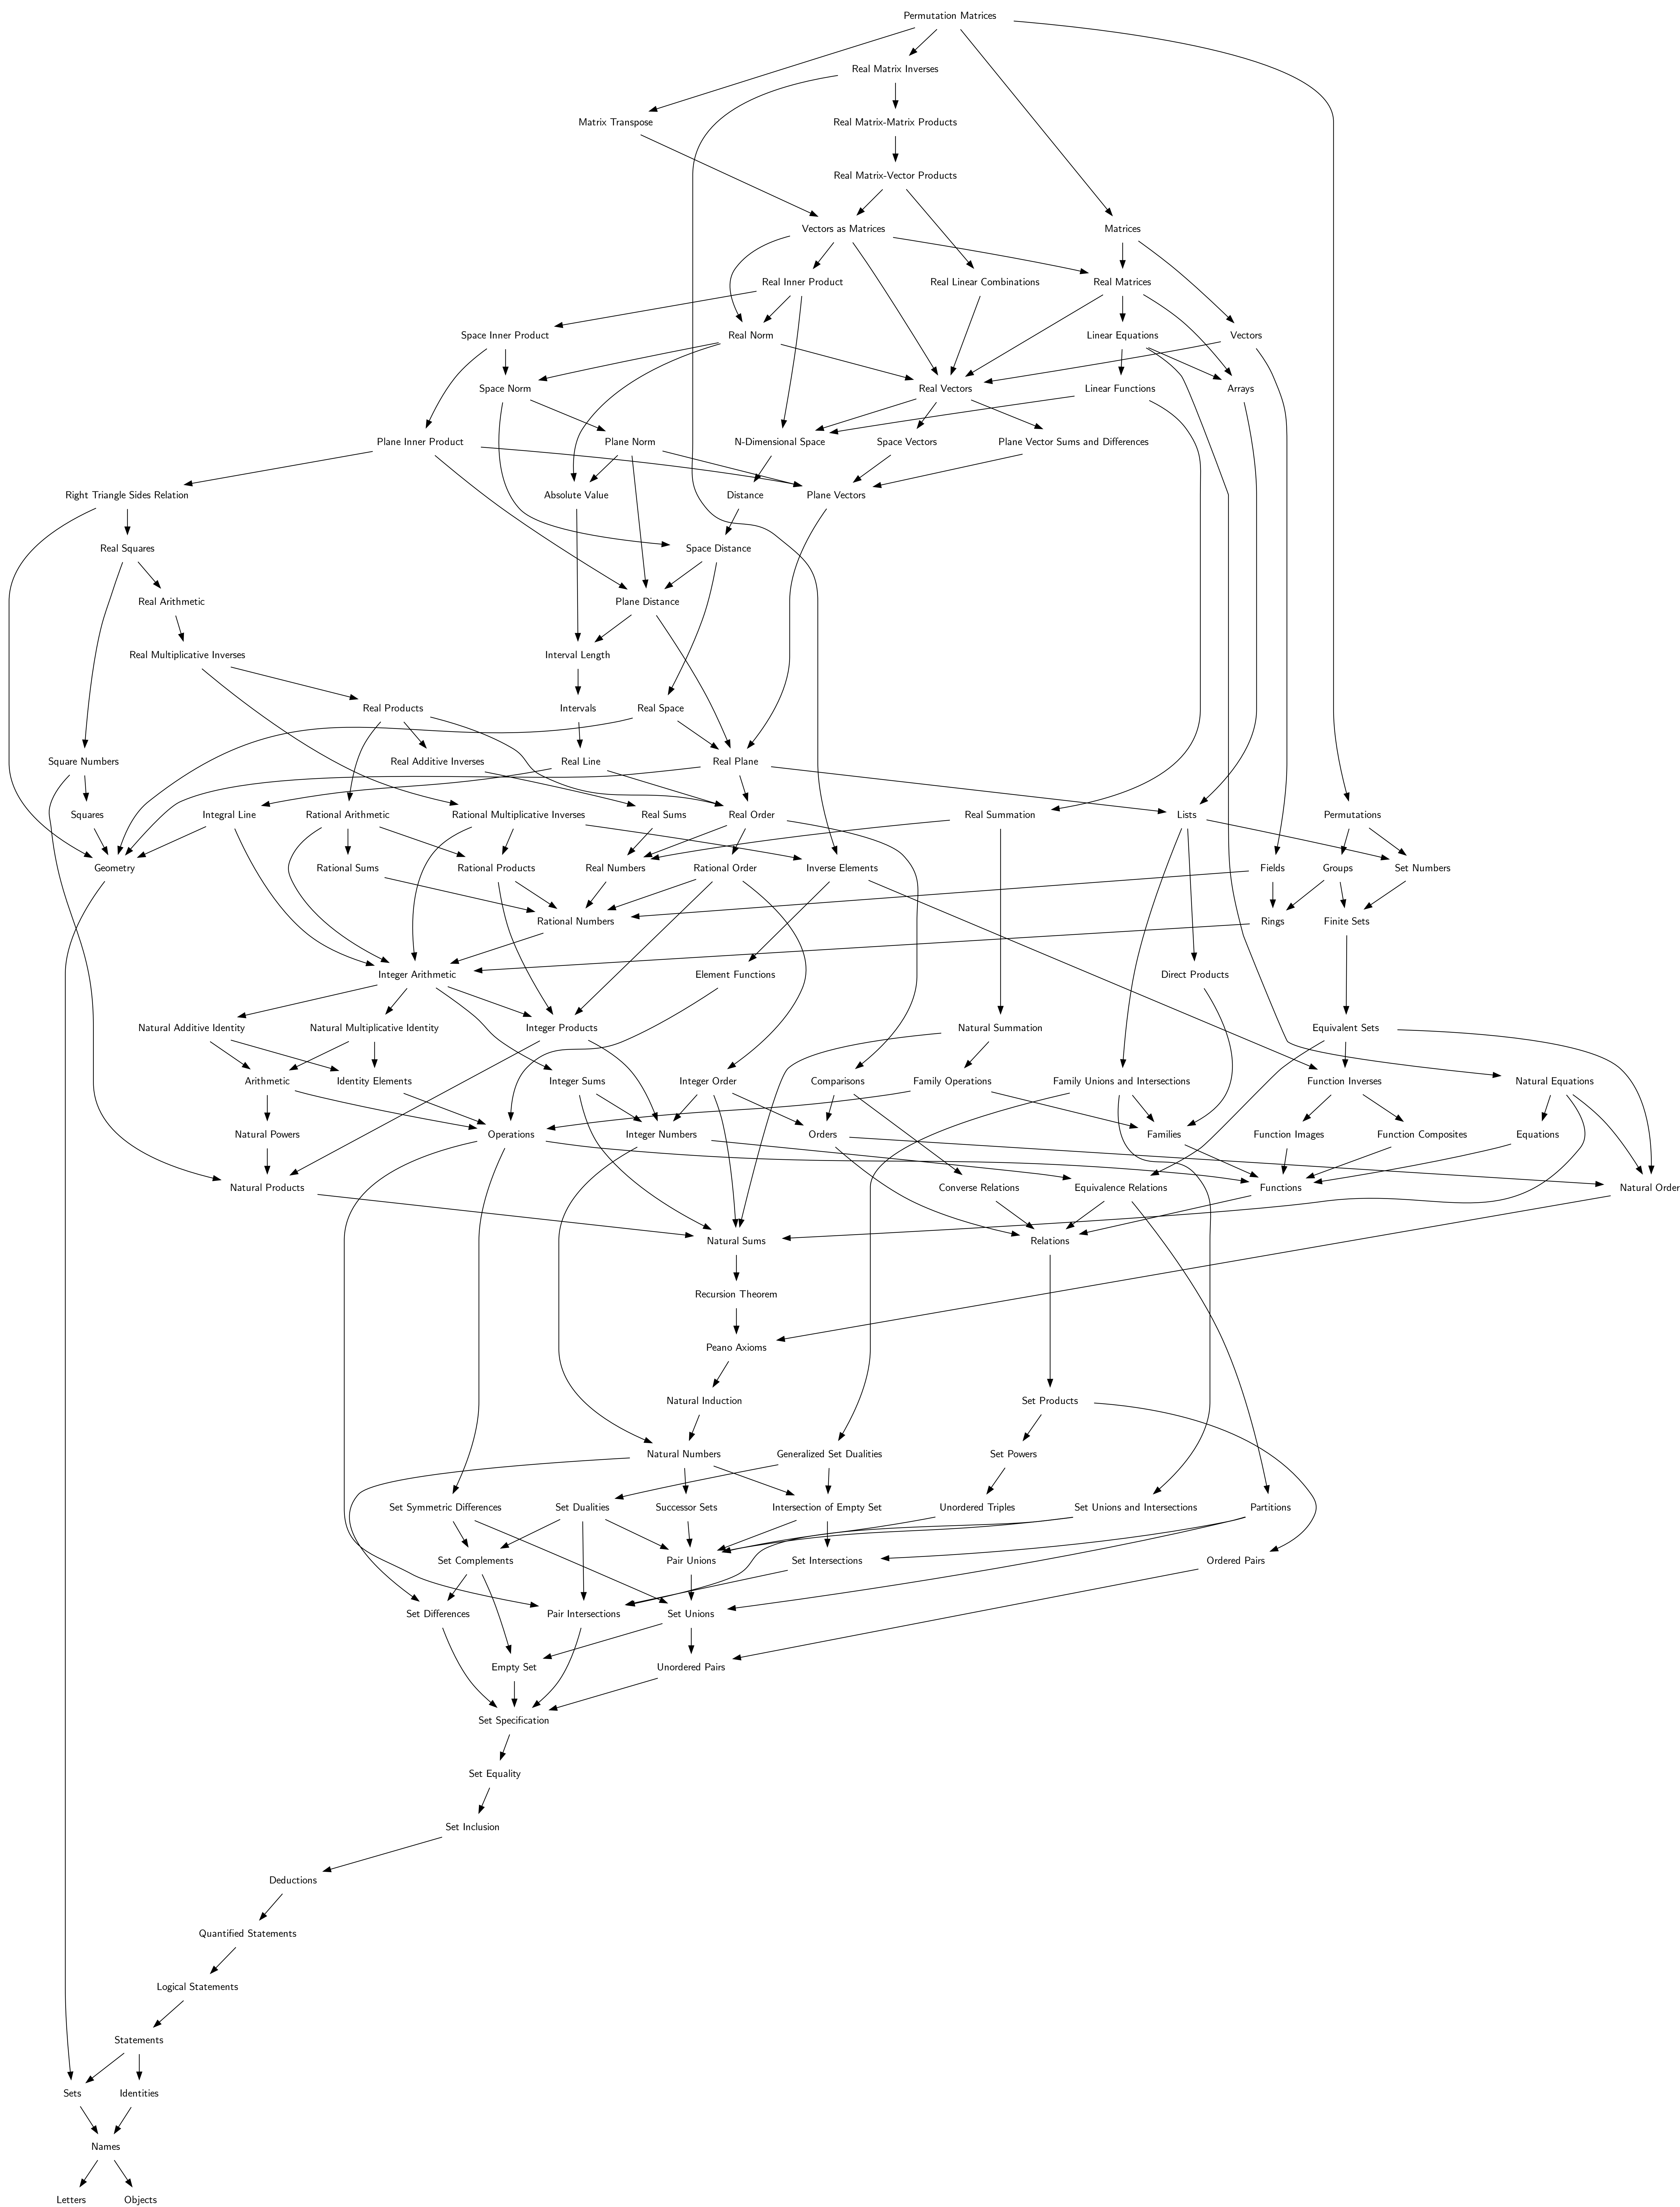 Permutation Matrices
Real Matrix Inverses
Matrix Transpose
Real Matrix-Matrix Products
Real Matrix-Vector Products
Vectors as Matrices
Matrices
Real Inner Product
Real Linear Combinations
Real Matrices
Space Inner Product
Real Norm
Linear Equations
Vectors
Space Norm
Real Vectors
Linear Functions
Arrays
Plane Inner Product
Plane Norm
N-Dimensional Space
Space Vectors
Plane Vector Sums and Differences
Right Triangle Sides Relation
Absolute Value
Distance
Plane Vectors
Real Squares
Space Distance
Real Arithmetic
Plane Distance
Real Multiplicative Inverses
Interval Length
Real Products
Intervals
Real Space
Square Numbers
Real Additive Inverses
Real Line
Real Plane
Squares
Integral Line
Rational Arithmetic
Rational Multiplicative Inverses
Real Sums
Real Order
Real Summation
Lists
Permutations
Geometry
Rational Sums
Rational Products
Real Numbers
Rational Order
Inverse Elements
Fields
Groups
Set Numbers
Rational Numbers
Rings
Finite Sets
Integer Arithmetic
Element Functions
Direct Products
Natural Additive Identity
Natural Multiplicative Identity
Integer Products
Natural Summation
Equivalent Sets
Arithmetic
Identity Elements
Integer Sums
Integer Order
Comparisons
Family Operations
Family Unions and Intersections
Function Inverses
Natural Equations
Natural Powers
Operations
Integer Numbers
Orders
Families
Function Images
Function Composites
Equations
Natural Products
Converse Relations
Equivalence Relations
Functions
Natural Order
Natural Sums
Relations
Recursion Theorem
Peano Axioms
Natural Induction
Set Products
Natural Numbers
Generalized Set Dualities
Set Powers
Set Symmetric Differences
Set Dualities
Successor Sets
Intersection of Empty Set
Unordered Triples
Set Unions and Intersections
Partitions
Set Complements
Pair Unions
Set Intersections
Ordered Pairs
Set Differences
Pair Intersections
Set Unions
Empty Set
Unordered Pairs
Set Specification
Set Equality
Set Inclusion
Deductions
Quantified Statements
Logical Statements
Statements
Sets
Identities
Names
Letters
Objects